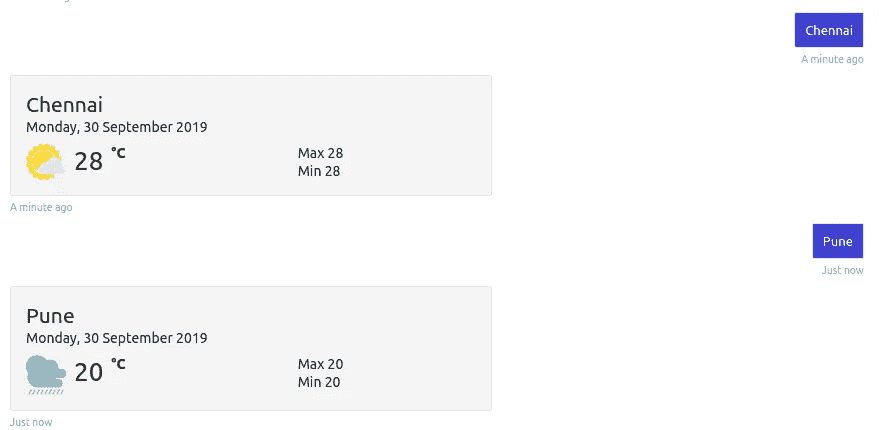 Chennai
A minute ago
Chennai
Monday, 30 September 2019
28 °C
Max 28
Min 28
A minute ago
Pune
Just now
Pune
Monday, 30 September 2019
20 °C
Max 20
Min 20
Just now